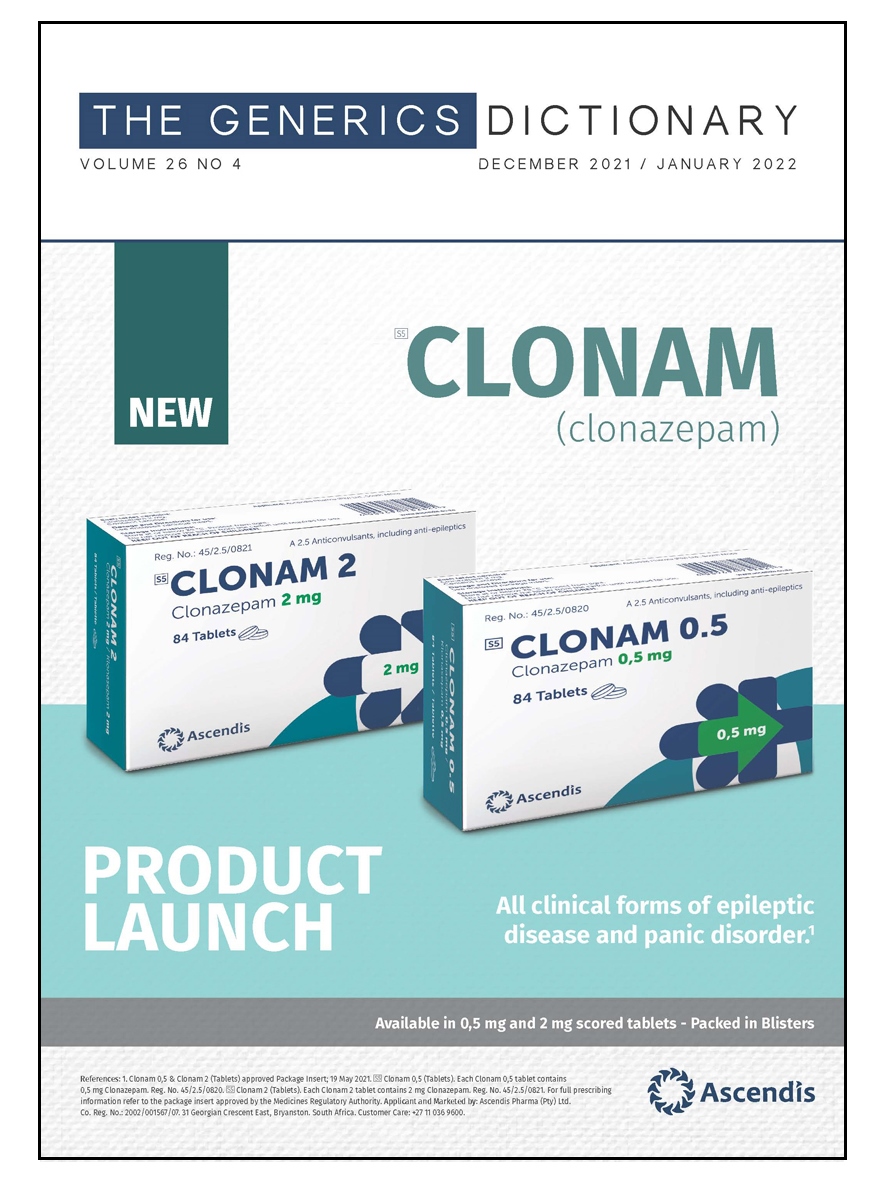 THE GENERICS DICTIONARY
VOLUME 26 NO 4 DECEMBER 2021 / JANUARY 2022
NEW
S5 CLONAM
(clonazepam)
Reg. No.: 45/2.5/0821 A 2.5 Anticonvulsants, including anti-epileptics
S5 CLONAM 2
Clonazepam 2 mg
84 Tablets
2 mg
Ascendis
CLONAM 2
Reg. No.: 45/2.5/0820 A 2.5 Anticonvulsants, including anti-epileptics
S5 CLONAM 0.5
Clonazepam 0,5 mg
84 Tablets
0,5 mg
Ascendis
CLONAM 0.5
PRODUCT
LAUNCH
All clinical forms of epileptic
disease and panic disorder.¹
Available in 0,5 mg and 2 mg scored tablets - Packed in Blisters
References: 1. Clonam 0,5 & Clonam 2 (Tablets) approved Package Insert; 19 May 2021. S5 Clonam 0,5 (Tablets). Each Clonam 0,5 tablet contains
0,5 mg Clonazepam. Reg. No. 45/2.5/0820. S5 Clonam 2 (Tablets). Each Clonam 2 tablet contains 2 mg Clonazepam. Reg. No. 45/2.5/0821. For full prescribing
information refer to the package insert approved by the Medicines Regulatory Authority. Applicant and Marketed by: Ascendis Pharma (Pty) Ltd.
Co. Reg. No.: 2002/001567/07. 31 Georgian Crescent East, Bryanston. South Africa. Customer Care: +27 11 036 9600.
Ascendis